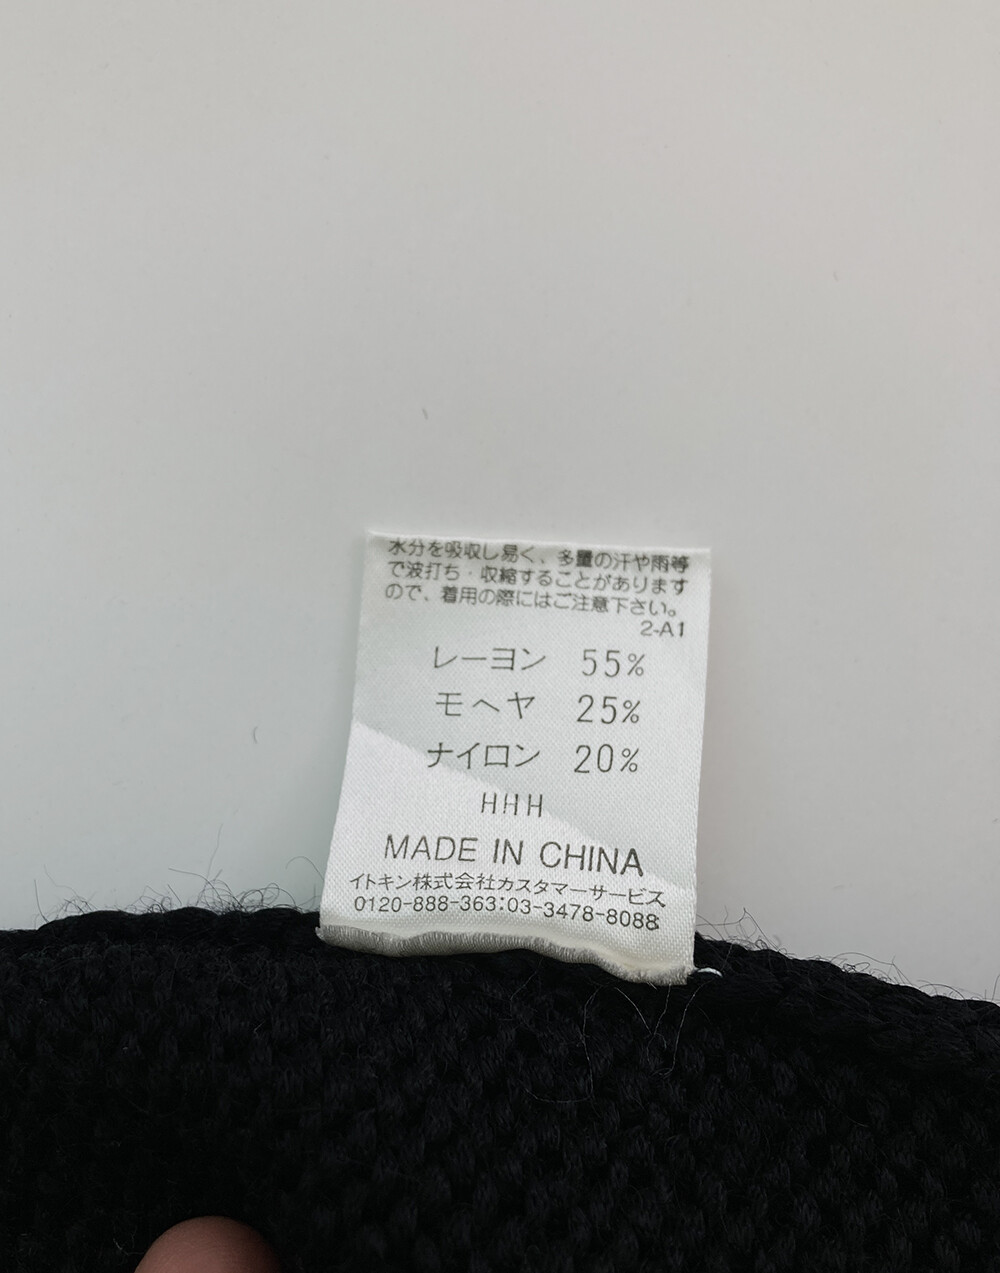 水分を吸収し易く、多量の汗や雨等
で波打ち・収縮することがあります
ので、着用の際にはご注意下さい。
2-A1
レーヨン 55%
モヘヤ 25%
ナイロン 20%
HHH
MADE IN CHINA
イトキン株式会社カスタマーサービス
0120-888-363:03-3478-8088